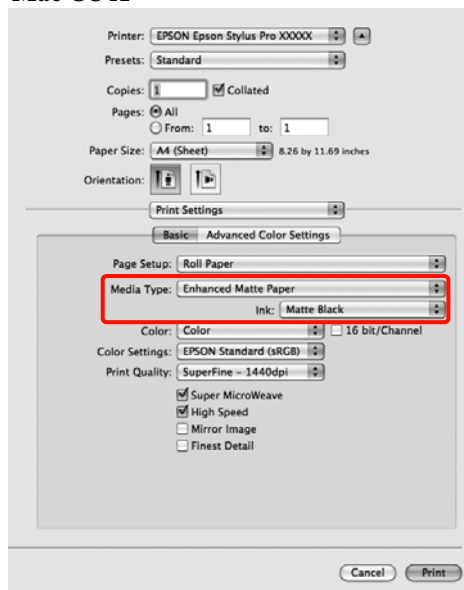 Printer: EPSON Epson Stylus Pro XXXXX
Presets: Standard
Copies: 1 Collated
Pages: All
From: 1 to: 1
Paper Size: A4 (Sheet) 8.26 by 11.69 inches
Orientation:
Print Settings
Basic Advanced Color Settings
Page Setup: Roll Paper
Media Type: Enhanced Matte Paper
Ink: Matte Black
Color: Color 16 bit/Channel
Color Settings: EPSON Standard (sRGB)
Print Quality: SuperFine – 1440dpi
Super MicroWeave
High Speed
Mirror Image
Finest Detail
Cancel Print